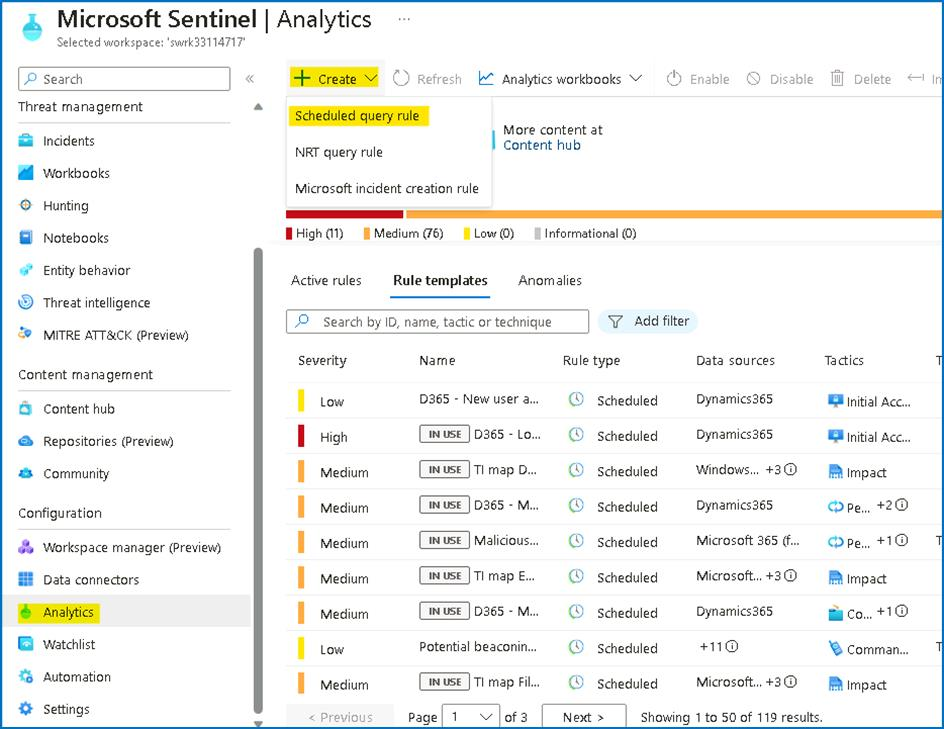 Microsoft Sentinel | Analytics ...
Selected workspace: 'swrk33114717'
Search
«
Threat management
Incidents
Workbooks
Hunting
Notebooks
Entity behavior
Threat intelligence
MITRE ATT&CK (Preview)
Content management
Content hub
Repositories (Preview)
Community
Configuration
Workspace manager (Preview)
Data connectors
Analytics
Watchlist
Automation
Settings
+ Create Refresh Analytics workbooks Enable Disable Delete
Scheduled query rule
NRT query rule
Microsoft incident creation rule
More content at
Content hub
High (11) Medium (76) Low (0) Informational (0)
Active rules Rule templates Anomalies
Search by ID, name, tactic or technique Add filter
Severity Name Rule type Data sources Tactics
Low D365 - New user a... Scheduled Dynamics365 Initial Acc...
High IN USE D365 - Lo... Scheduled Dynamics365 Initial Acc...
Medium IN USE TI map D... Scheduled Windows... +3 Impact
Medium IN USE D365 - M... Scheduled Dynamics365 Pe... +2
Medium IN USE Malicious... Scheduled Microsoft 365 (f... Pe... +1
Medium IN USE TI map E... Scheduled Microsoft... +3 Impact
Medium IN USE D365 - M... Scheduled Dynamics365 Co... +1
Low Potential beaconin... Scheduled +11 Comman...
Medium IN USE TI map Fil... Scheduled Microsoft... +3 Impact
< Previous Page 1 of 3 Next > Showing 1 to 50 of 119 results.